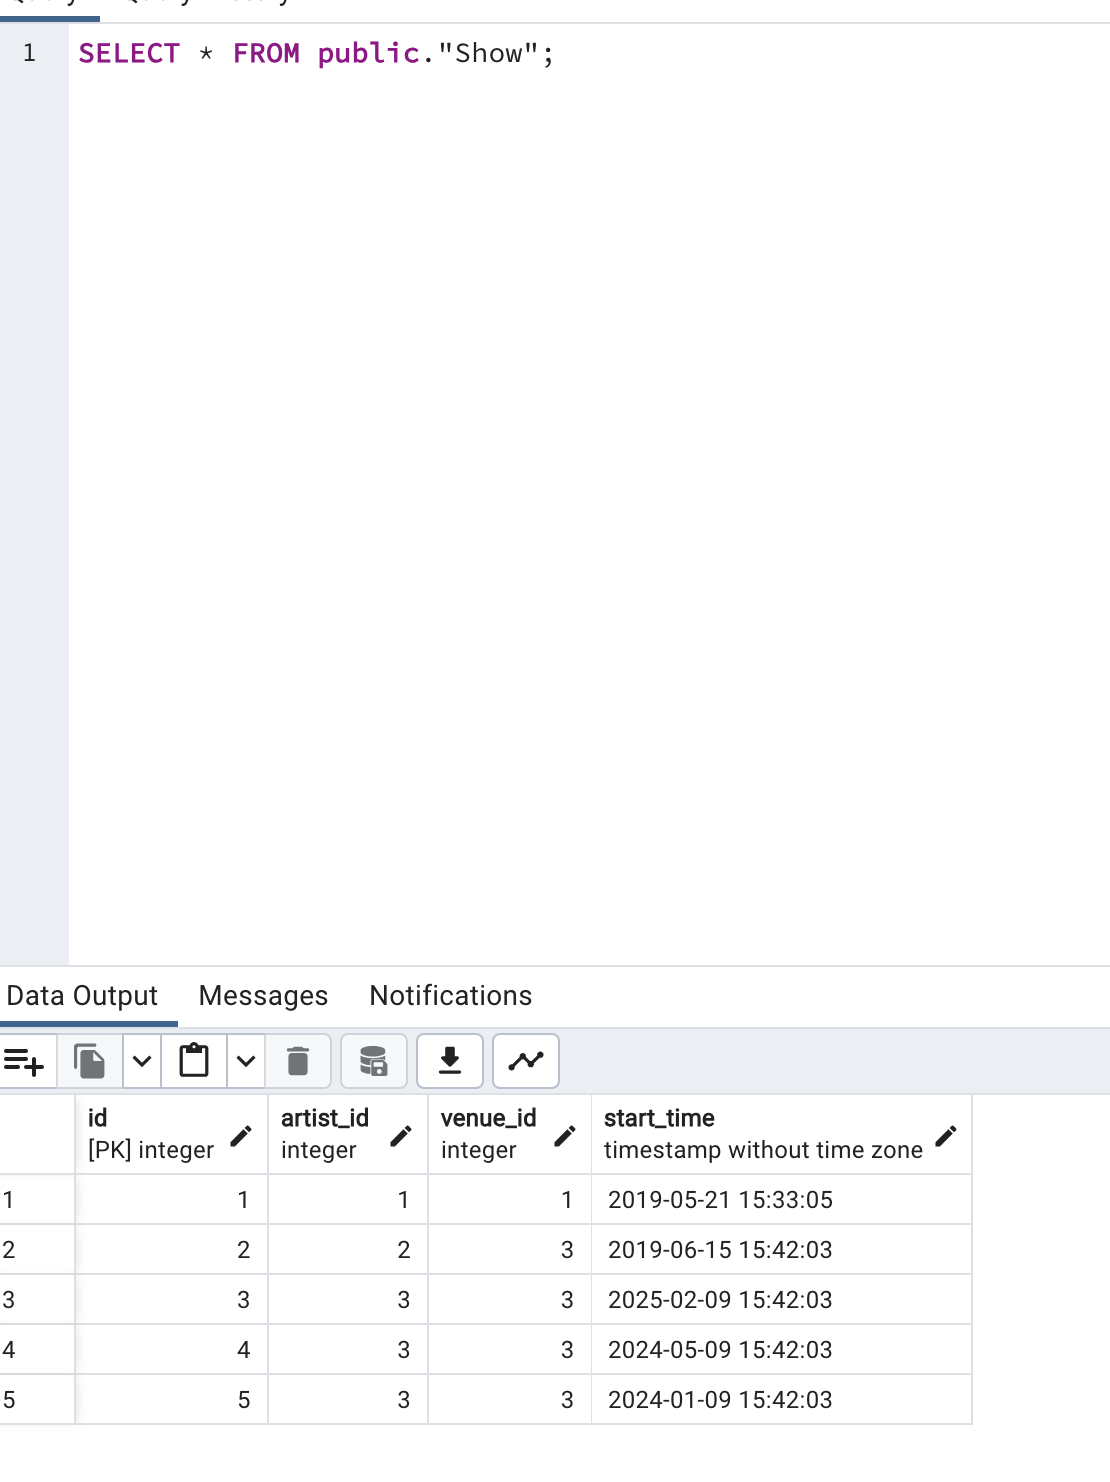 1 SELECT * FROM public."Show";
Data Output Messages Notifications
id artist_id venue_id start_time
[PK] integer integer integer timestamp without time zone
1 1 1 1 2019-05-21 15:33:05
2 2 2 3 2019-06-15 15:42:03
3 3 3 3 2025-02-09 15:42:03
4 4 3 3 2024-05-09 15:42:03
5 5 3 3 2024-01-09 15:42:03